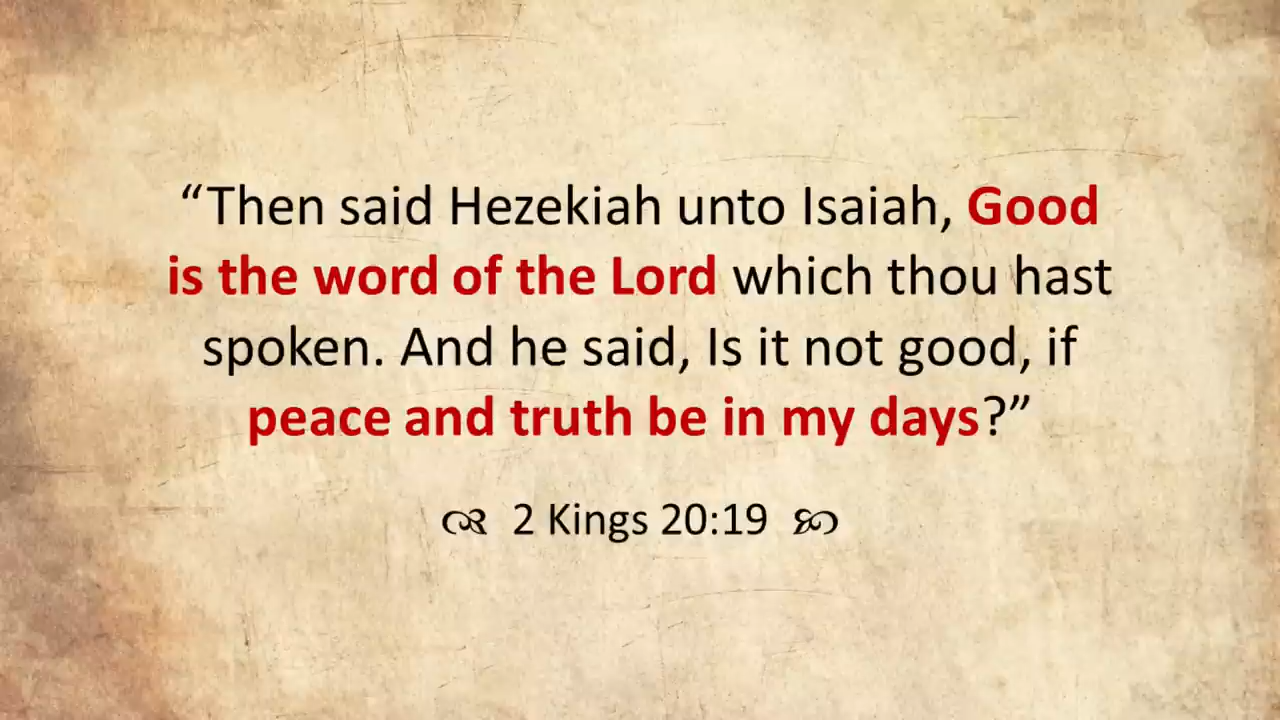 “Then said Hezekiah unto Isaiah, Good
is the word of the Lord which thou hast
spoken. And he said, Is it not good, if
peace and truth be in my days?”
2 Kings 20:19